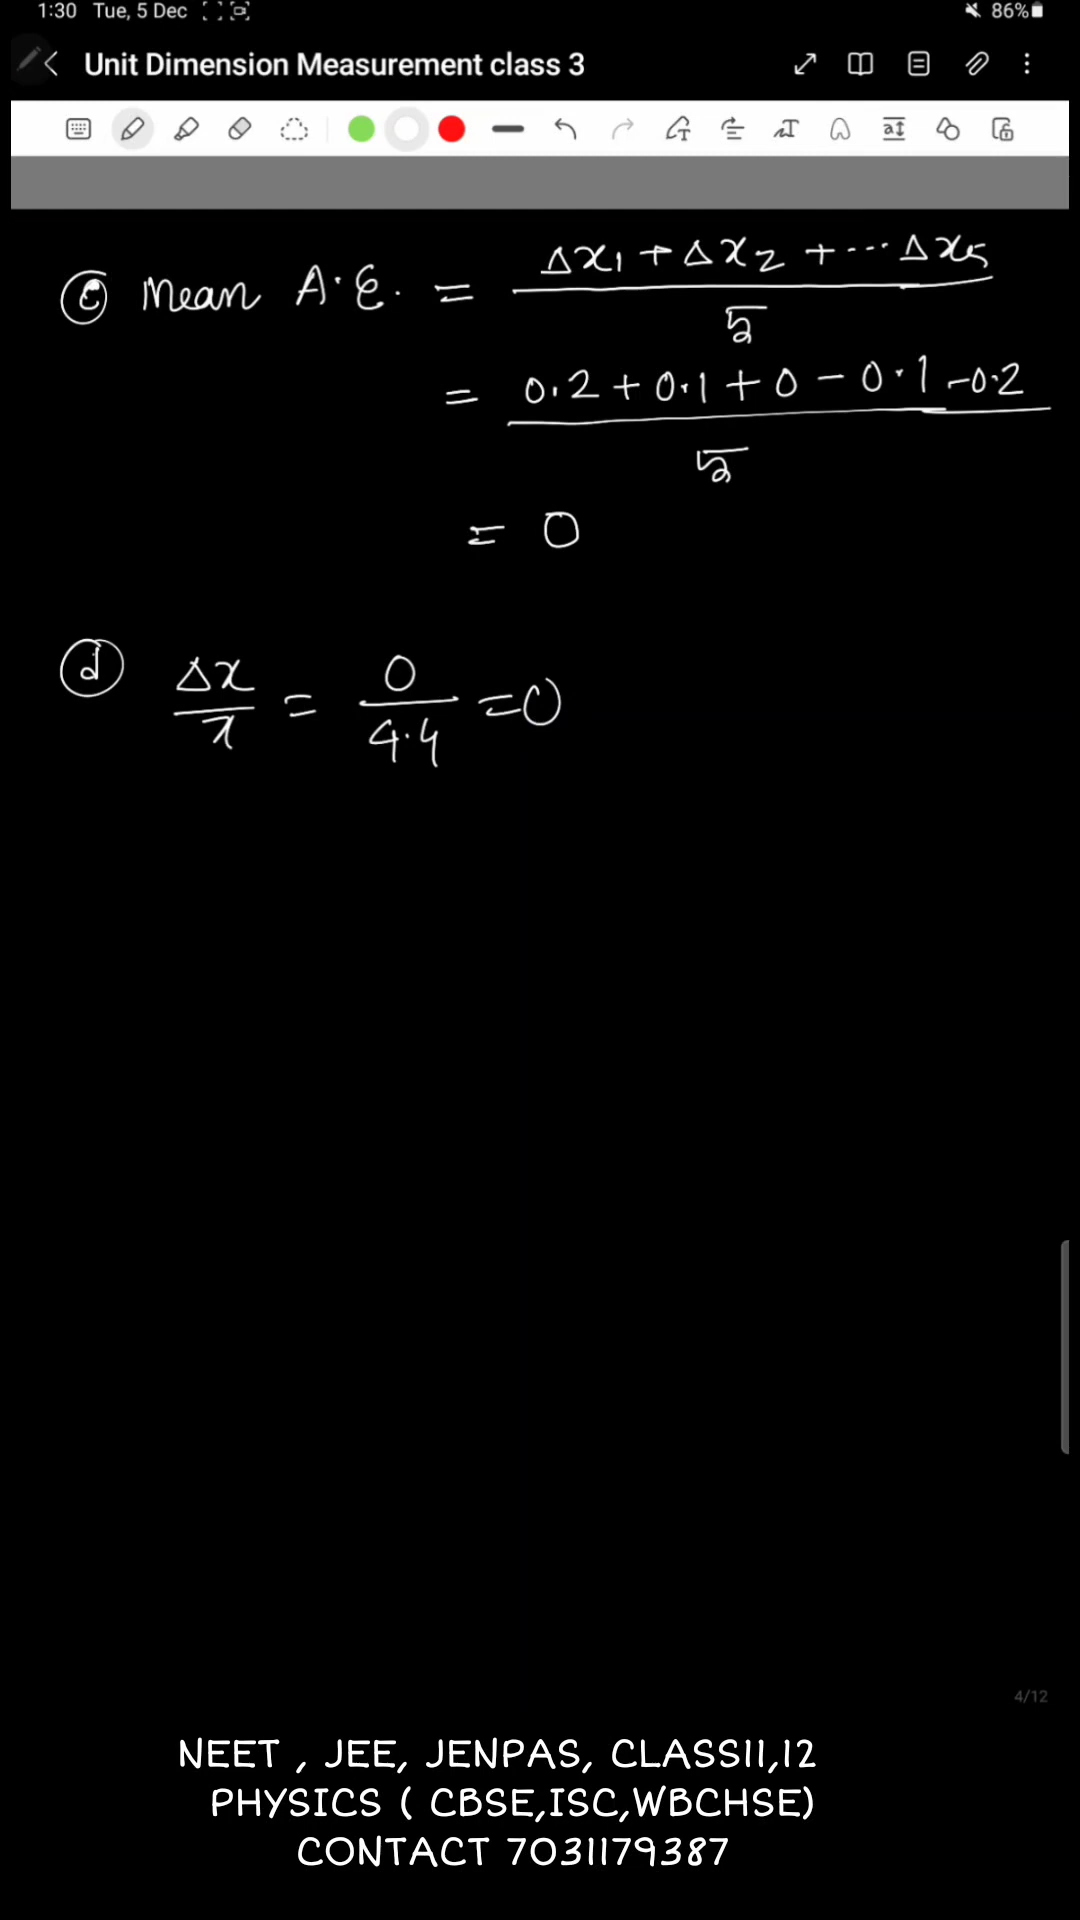 1:30 Tue, 5 Dec 86%
Unit Dimension Measurement class 3
ⓒ Mean A.E. = Δx₁ + Δx₂ + ... Δx₅
5
= 0.2 + 0.1 + 0 - 0.1 - 0.2
5
= 0
ⓓ Δx/x = 0/4.4 = 0
4/12
NEET , JEE, JENPAS, CLASS11,12
PHYSICS ( CBSE,ISC,WBCHSE)
CONTACT 7031179387